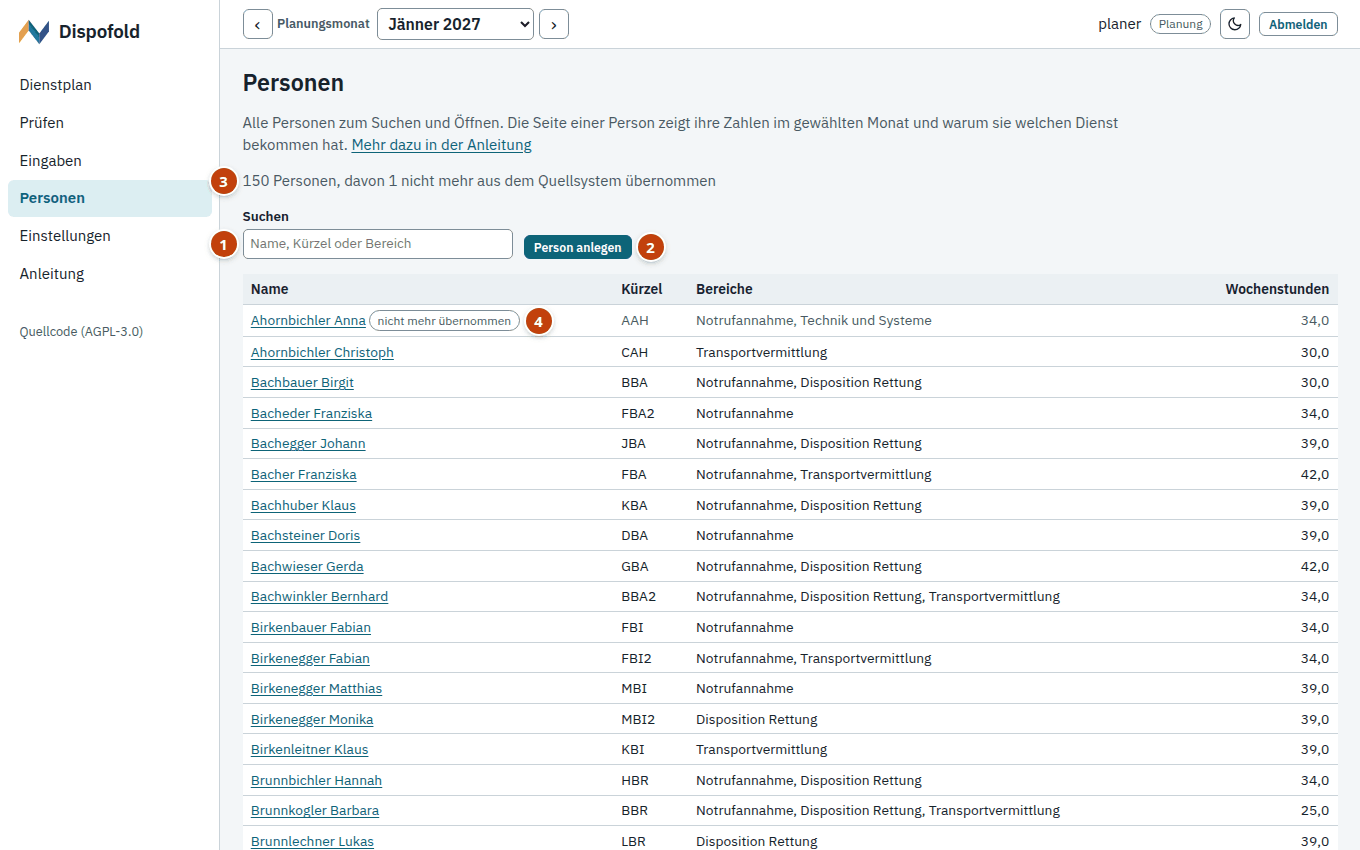 Dispofold
Dienstplan
Prüfen
Eingaben
Personen
Einstellungen
Anleitung
Quellcode (AGPL-3.0)
‹ Planungsmonat Jänner 2027 ›
planer Planung Abmelden
Personen
Alle Personen zum Suchen und Öffnen. Die Seite einer Person zeigt ihre Zahlen im gewählten Monat und warum sie welchen Dienst
bekommen hat. Mehr dazu in der Anleitung
3 150 Personen, davon 1 nicht mehr aus dem Quellsystem übernommen
Suchen
1 Name, Kürzel oder Bereich Person anlegen 2
Name Kürzel Bereiche Wochenstunden
Ahornbichler Anna nicht mehr übernommen 4 AAH Notrufannahme, Technik und Systeme 34,0
Ahornbichler Christoph CAH Transportvermittlung 30,0
Bachbauer Birgit BBA Notrufannahme, Disposition Rettung 30,0
Bacheder Franziska FBA2 Notrufannahme 34,0
Bachegger Johann JBA Notrufannahme, Disposition Rettung 39,0
Bacher Franziska FBA Notrufannahme, Transportvermittlung 42,0
Bachhuber Klaus KBA Notrufannahme, Disposition Rettung 39,0
Bachsteiner Doris DBA Notrufannahme 39,0
Bachwieser Gerda GBA Notrufannahme, Disposition Rettung 42,0
Bachwinkler Bernhard BBA2 Notrufannahme, Disposition Rettung, Transportvermittlung 34,0
Birkenbauer Fabian FBI Notrufannahme 34,0
Birkenegger Fabian FBI2 Notrufannahme, Transportvermittlung 34,0
Birkenegger Matthias MBI Notrufannahme 39,0
Birkenegger Monika MBI2 Disposition Rettung 39,0
Birkenleitner Klaus KBI Transportvermittlung 39,0
Brunnbichler Hannah HBR Notrufannahme, Disposition Rettung 34,0
Brunnkogler Barbara BBR Notrufannahme, Disposition Rettung, Transportvermittlung 25,0
Brunnlechner Lukas LBR Disposition Rettung 39,0